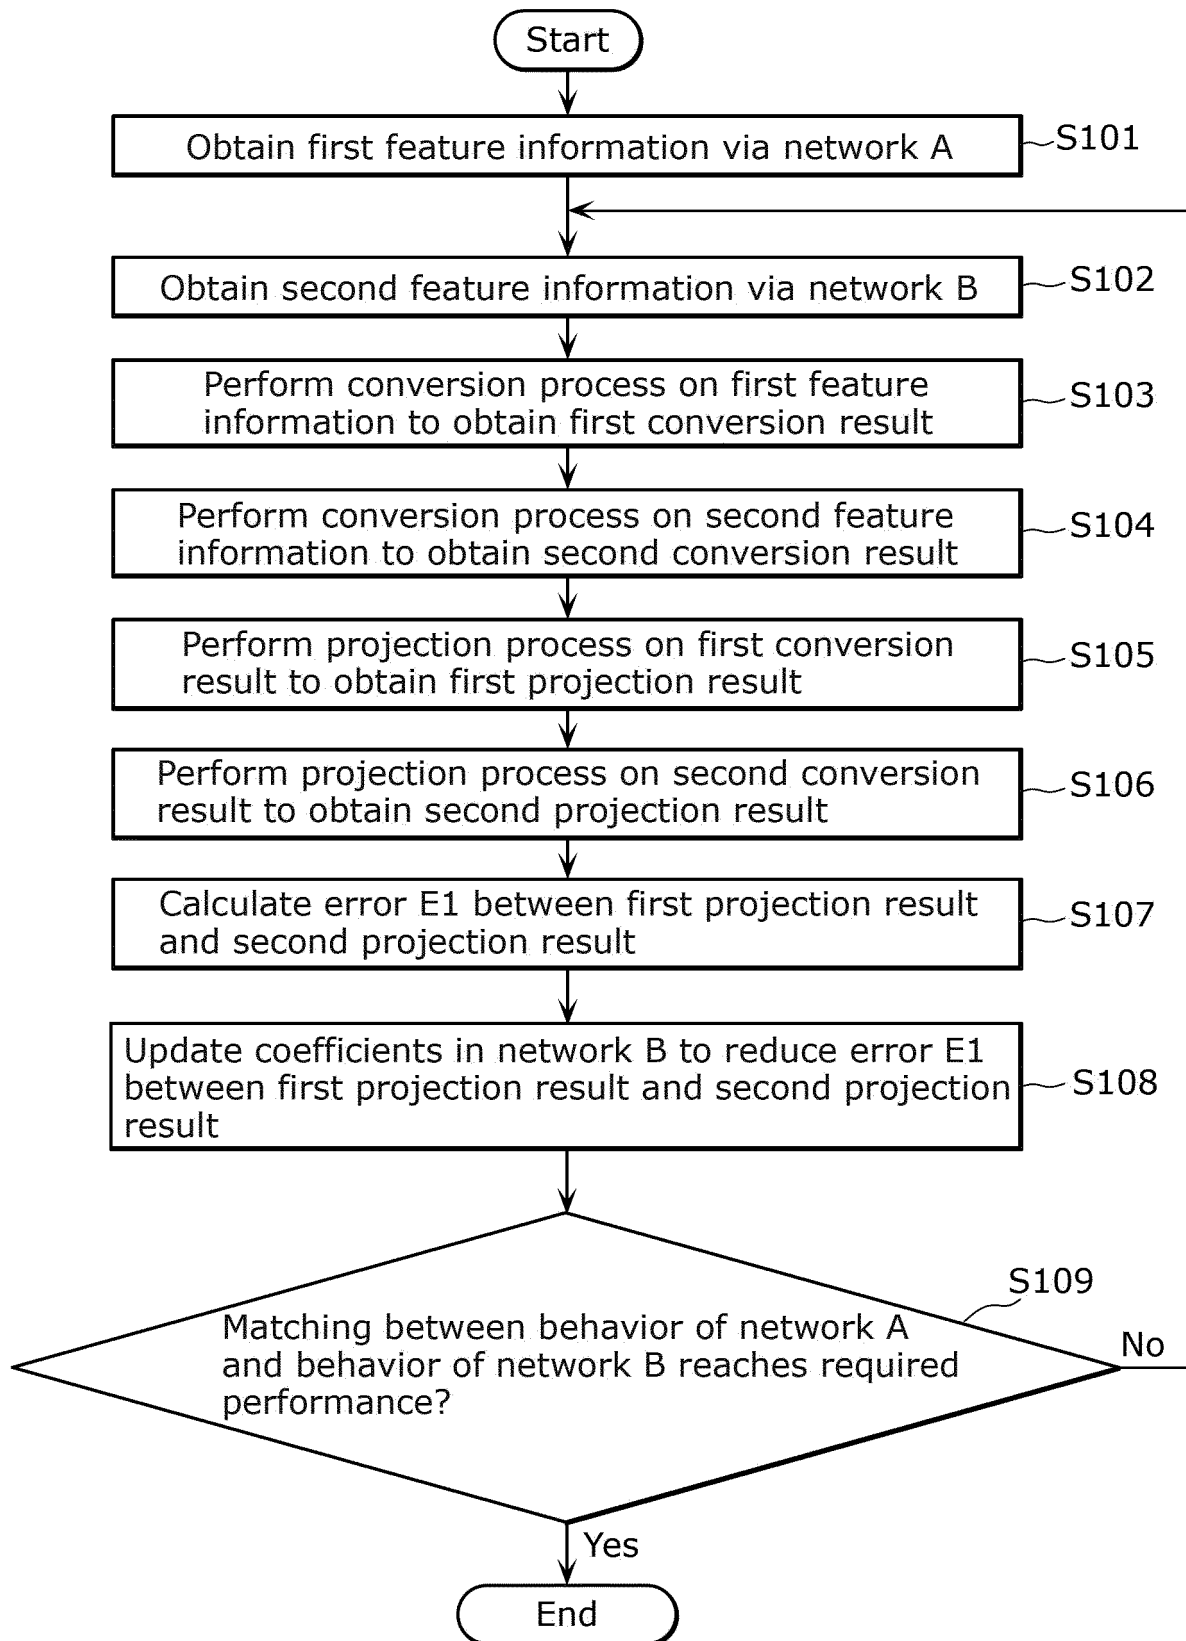 Start
Obtain first feature information via network A
S101
Obtain second feature information via network B
S102
Perform conversion process on first feature
information to obtain first conversion result
S103
Perform conversion process on second feature
information to obtain second conversion result
S104
Perform projection process on first conversion
result to obtain first projection result
S105
Perform projection process on second conversion
result to obtain second projection result
S106
Calculate error E1 between first projection result
and second projection result
S107
Update coefficients in network B to reduce error E1
between first projection result and second projection
result
S108
S109
Matching between behavior of network A
and behavior of network B reaches required
performance?
No
Yes
End